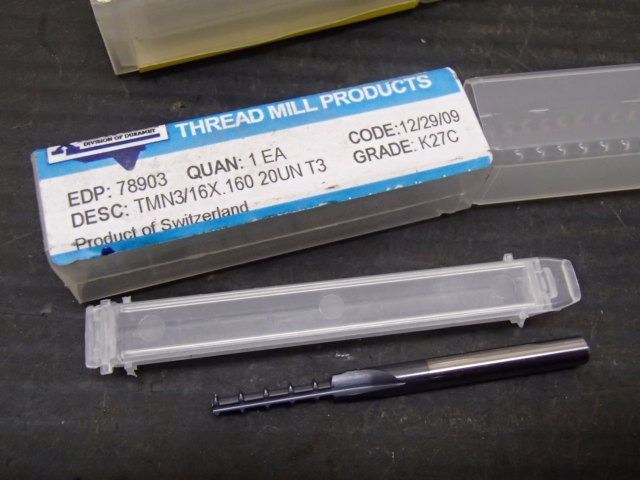 DIVISION OF DURAMET
THREAD MILL PRODUCTS
EDP: 78903 QUAN: 1 EA CODE:12/29/09
DESC: TMN3/16X.160 20UN T3 GRADE: K27C
Product of Switzerland